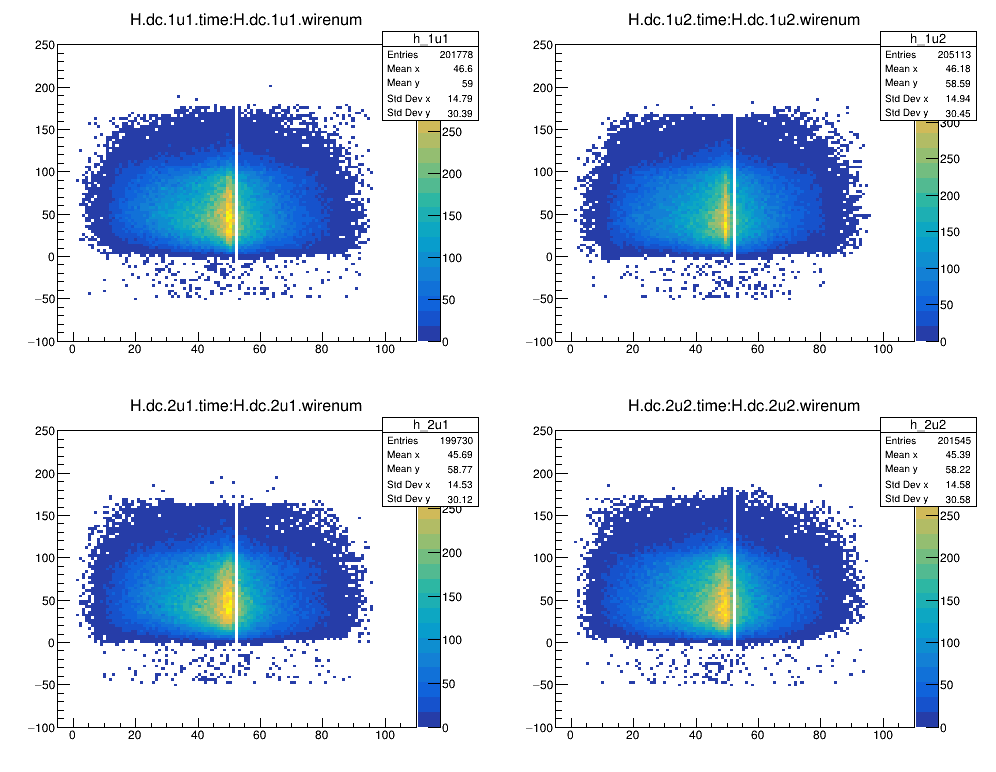 H.dc.1u1.time:H.dc.1u1.wirenum
h_1u1
Entries 201778
Mean x 46.6
Mean y 59
Std Dev x 14.79
Std Dev y 30.39
250
200
150
100
50
0
−50
−100
0 20 40 60 80 100
250
200
150
100
50
0
H.dc.1u2.time:H.dc.1u2.wirenum
h_1u2
Entries 205113
Mean x 46.18
Mean y 58.59
Std Dev x 14.94
Std Dev y 30.45
250
200
150
100
50
0
−50
−100
0 20 40 60 80 100
300
250
200
150
100
50
0
H.dc.2u1.time:H.dc.2u1.wirenum
h_2u1
Entries 199730
Mean x 45.69
Mean y 58.77
Std Dev x 14.53
Std Dev y 30.12
250
200
150
100
50
0
−50
−100
0 20 40 60 80 100
250
200
150
100
50
0
H.dc.2u2.time:H.dc.2u2.wirenum
h_2u2
Entries 201545
Mean x 45.39
Mean y 58.22
Std Dev x 14.58
Std Dev y 30.58
250
200
150
100
50
0
−50
−100
0 20 40 60 80 100
250
200
150
100
50
0